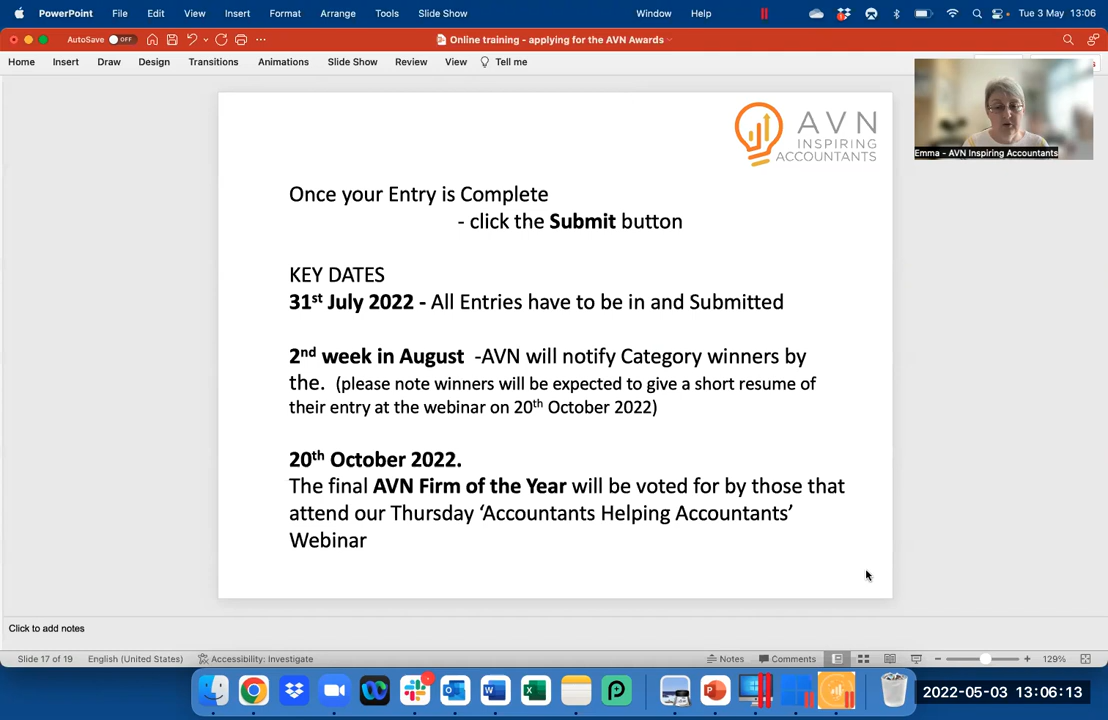 PowerPoint File Edit View Insert Format Arrange Tools Slide Show Window Help Tue 3 May 13:06
AutoSave OFF Online training - applying for the AVN Awards
Home Insert Draw Design Transitions Animations Slide Show Review View Tell me
AVN
INSPIRING
ACCOUNTANTS
Emma - AVN Inspiring Accountants
Once your Entry is Complete
- click the Submit button
KEY DATES
31st July 2022 - All Entries have to be in and Submitted
2nd week in August -AVN will notify Category winners by
the. (please note winners will be expected to give a short resume of
their entry at the webinar on 20th October 2022)
20th October 2022.
The final AVN Firm of the Year will be voted for by those that
attend our Thursday ‘Accountants Helping Accountants’
Webinar
Click to add notes
Slide 17 of 19 English (United States) Accessibility: Investigate Notes Comments 129%
2022-05-03 13:06:13